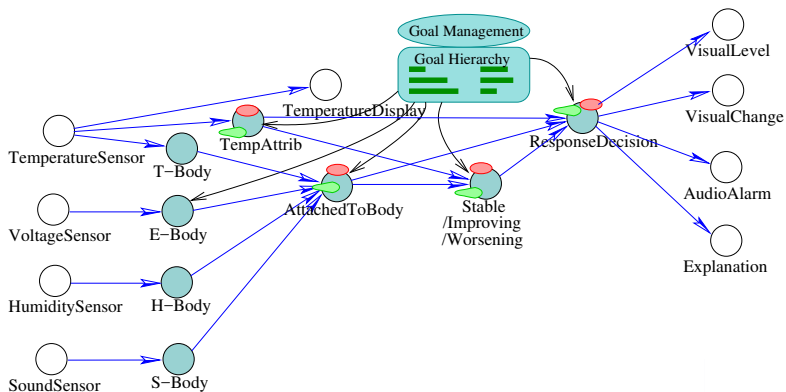 Goal Management
Goal Hierarchy
VisualLevel
TemperatureDisplay
VisualChange
TempAttrib
ResponseDecision
TemperatureSensor
T-Body
AudioAlarm
AttachedToBody
Stable
/Improving
/Worsening
VoltageSensor
E-Body
Explanation
HumiditySensor
H-Body
SoundSensor
S-Body